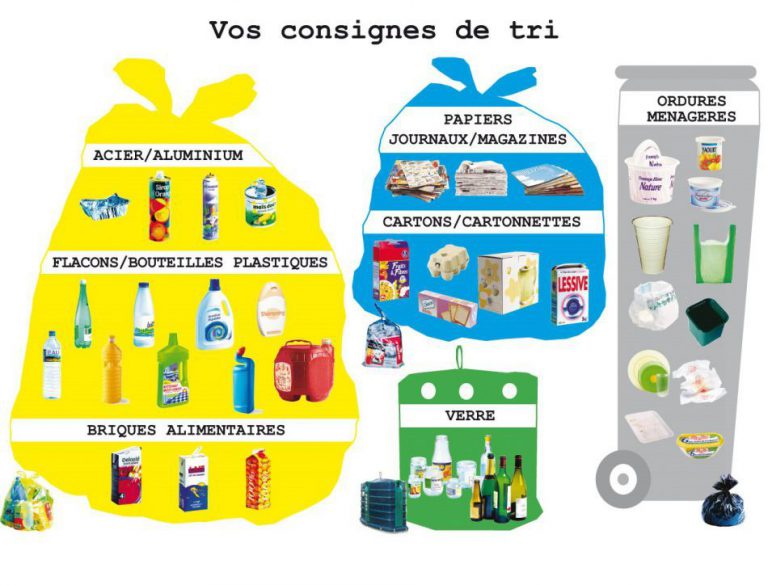 Vos consignes de tri
ACIER/ALUMINIUM
FLACONS/BOUTEILLES PLASTIQUES
EAU
BRIQUES ALIMENTAIRES
PAPIERS
JOURNAUX/MAGAZINES
CARTONS/CARTONNETTES
LESSIVE
VERRE
ORDURES
MENAGERES
YAOURT
Nature